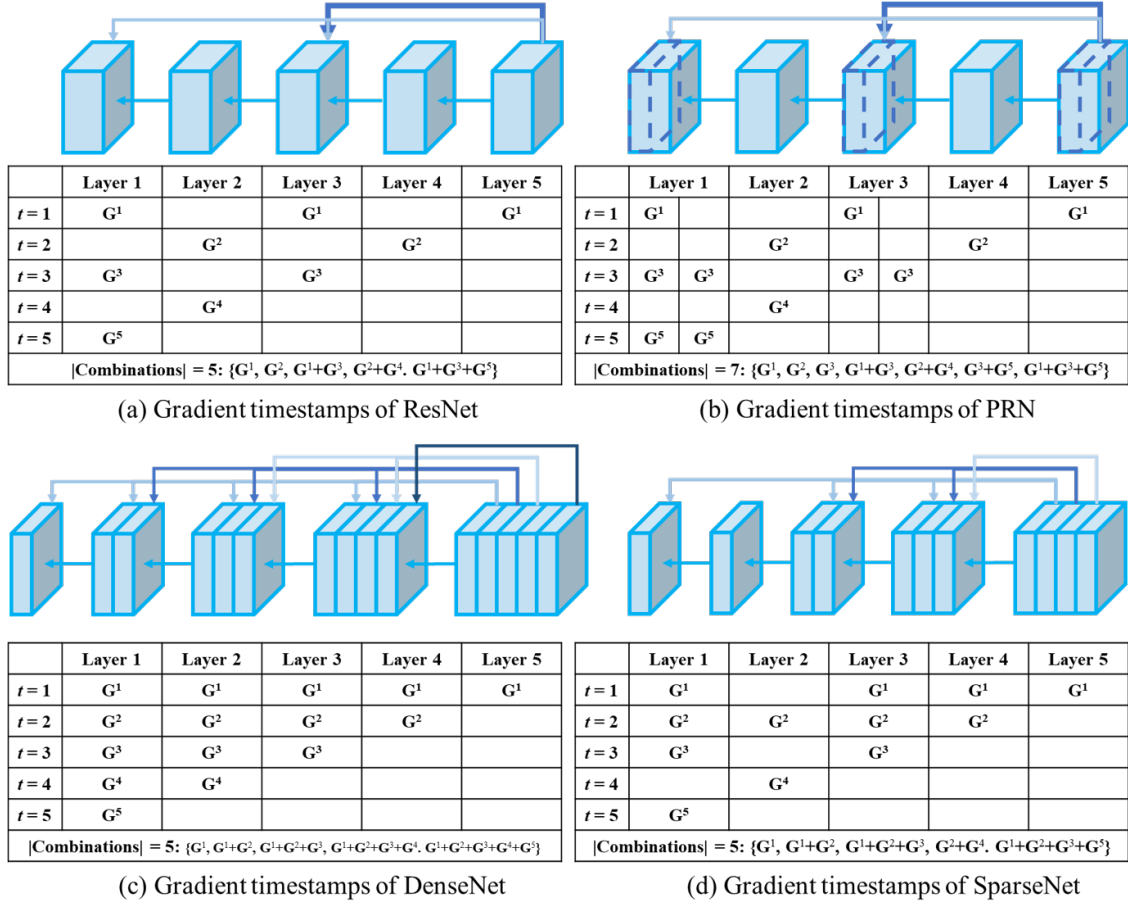 Layer 1 Layer 2 Layer 3 Layer 4 Layer 5
t = 1 G¹ G¹ G¹
t = 2 G² G²
t = 3 G³ G³
t = 4 G⁴
t = 5 G⁵
|Combinations| = 5: {G¹, G², G¹+G³, G²+G⁴. G¹+G³+G⁵}
(a) Gradient timestamps of ResNet
Layer 1 Layer 2 Layer 3 Layer 4 Layer 5
t = 1 G¹ G¹ G¹
t = 2 G² G²
t = 3 G³ G³ G³ G³
t = 4 G⁴
t = 5 G⁵ G⁵
|Combinations| = 7: {G¹, G², G³, G¹+G³, G²+G⁴, G³+G⁵, G¹+G³+G⁵}
(b) Gradient timestamps of PRN
Layer 1 Layer 2 Layer 3 Layer 4 Layer 5
t = 1 G¹ G¹ G¹ G¹ G¹
t = 2 G² G² G² G²
t = 3 G³ G³ G³
t = 4 G⁴ G⁴
t = 5 G⁵
|Combinations| = 5: {G¹, G¹+G², G¹+G²+G³, G¹+G²+G³+G⁴. G¹+G²+G³+G⁴+G⁵}
(c) Gradient timestamps of DenseNet
Layer 1 Layer 2 Layer 3 Layer 4 Layer 5
t = 1 G¹ G¹ G¹ G¹
t = 2 G² G² G² G²
t = 3 G³ G³
t = 4 G⁴
t = 5 G⁵
|Combinations| = 5: {G¹, G¹+G², G¹+G²+G³, G²+G⁴. G¹+G²+G³+G⁵}
(d) Gradient timestamps of SparseNet